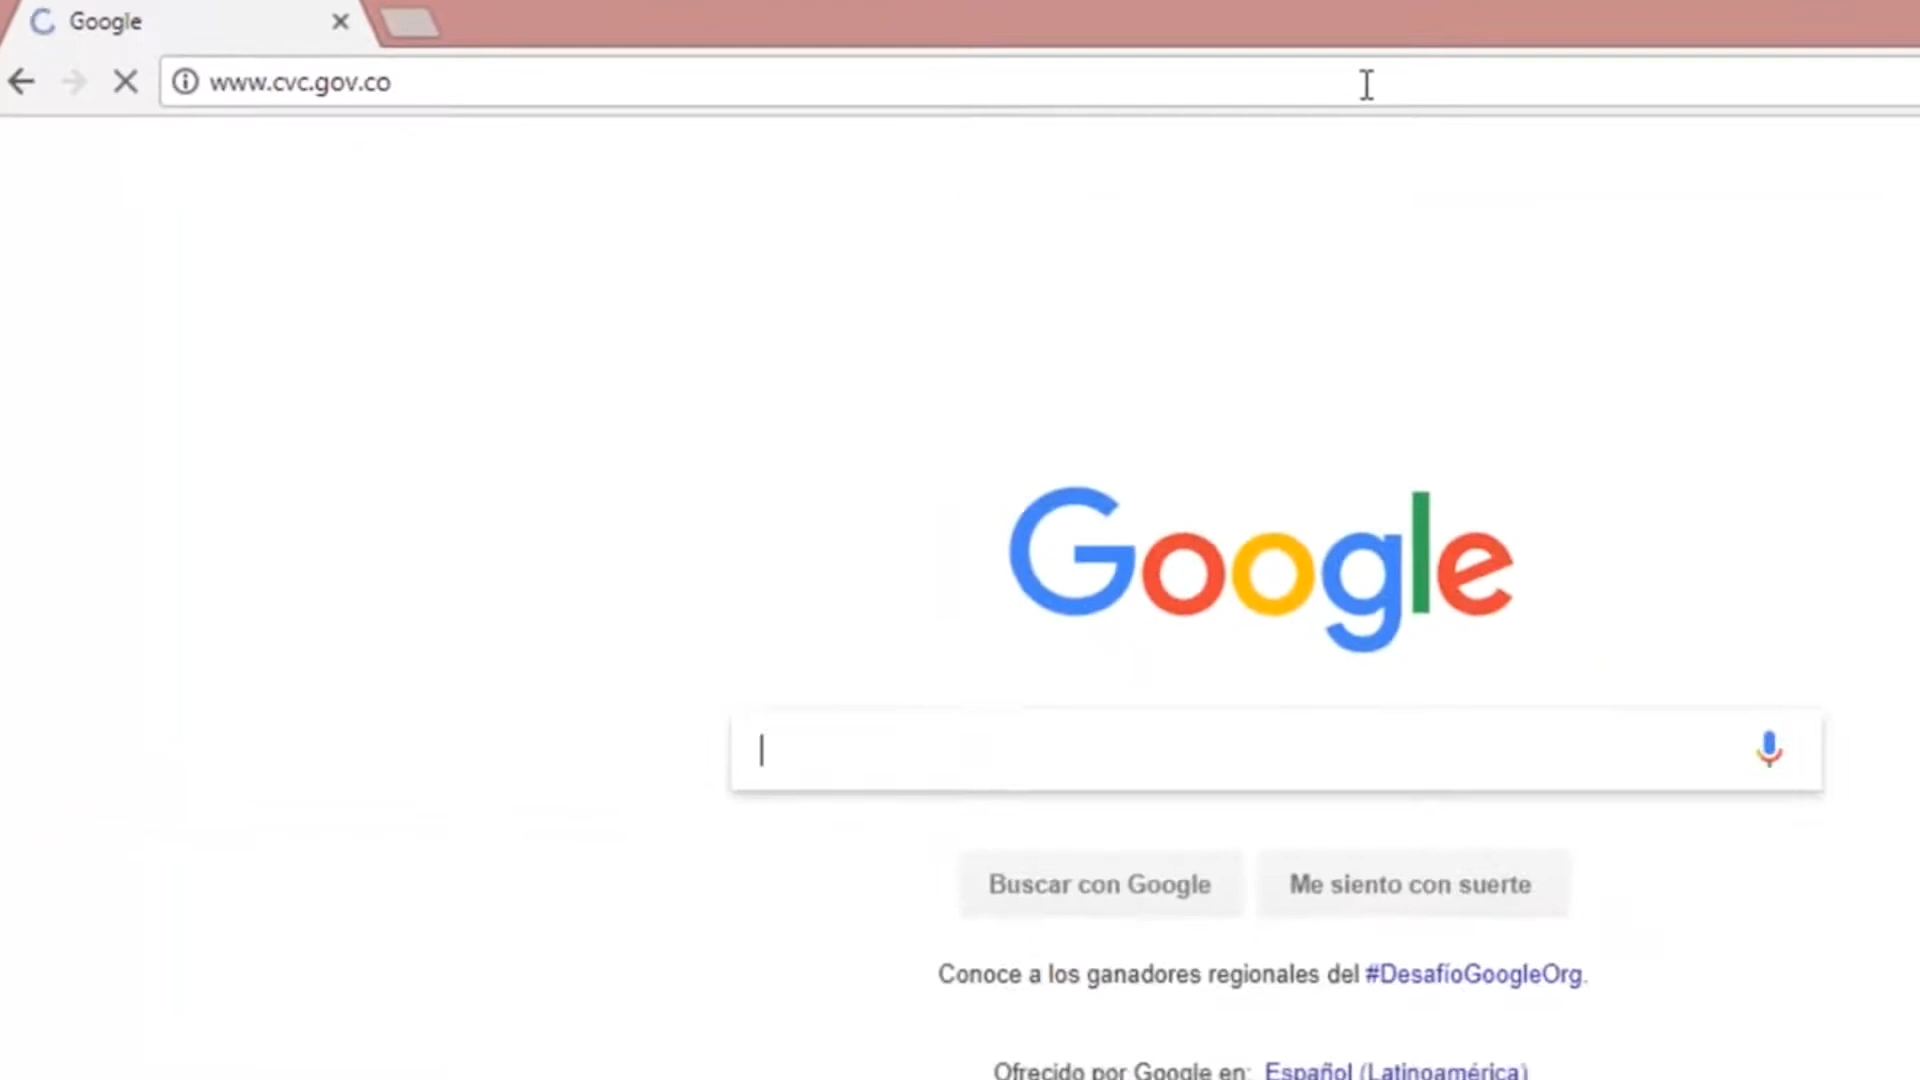 Google
www.cvc.gov.co
Google
Buscar con Google
Me siento con suerte
Conoce a los ganadores regionales del #DesafíoGoogleOrg.
Ofrecido por Google en: Español (Latinoamérica)